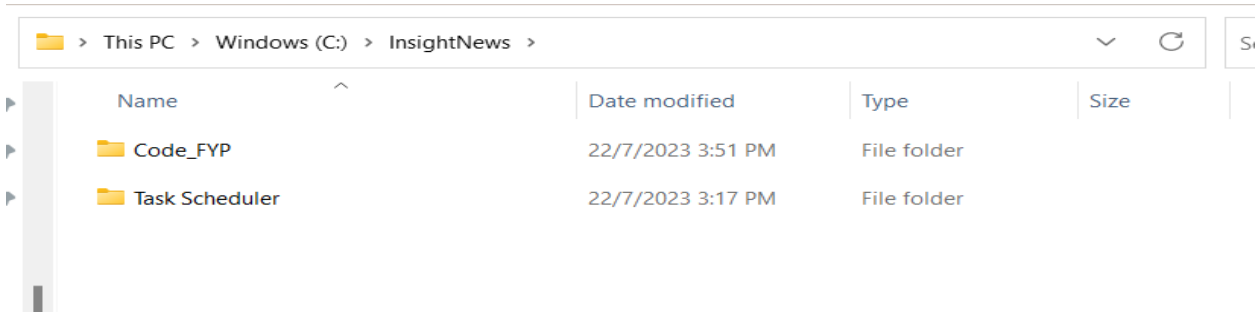 This PC > Windows (C:) > InsightNews >
Se
Name Date modified Type Size
Code_FYP 22/7/2023 3:51 PM File folder
Task Scheduler 22/7/2023 3:17 PM File folder